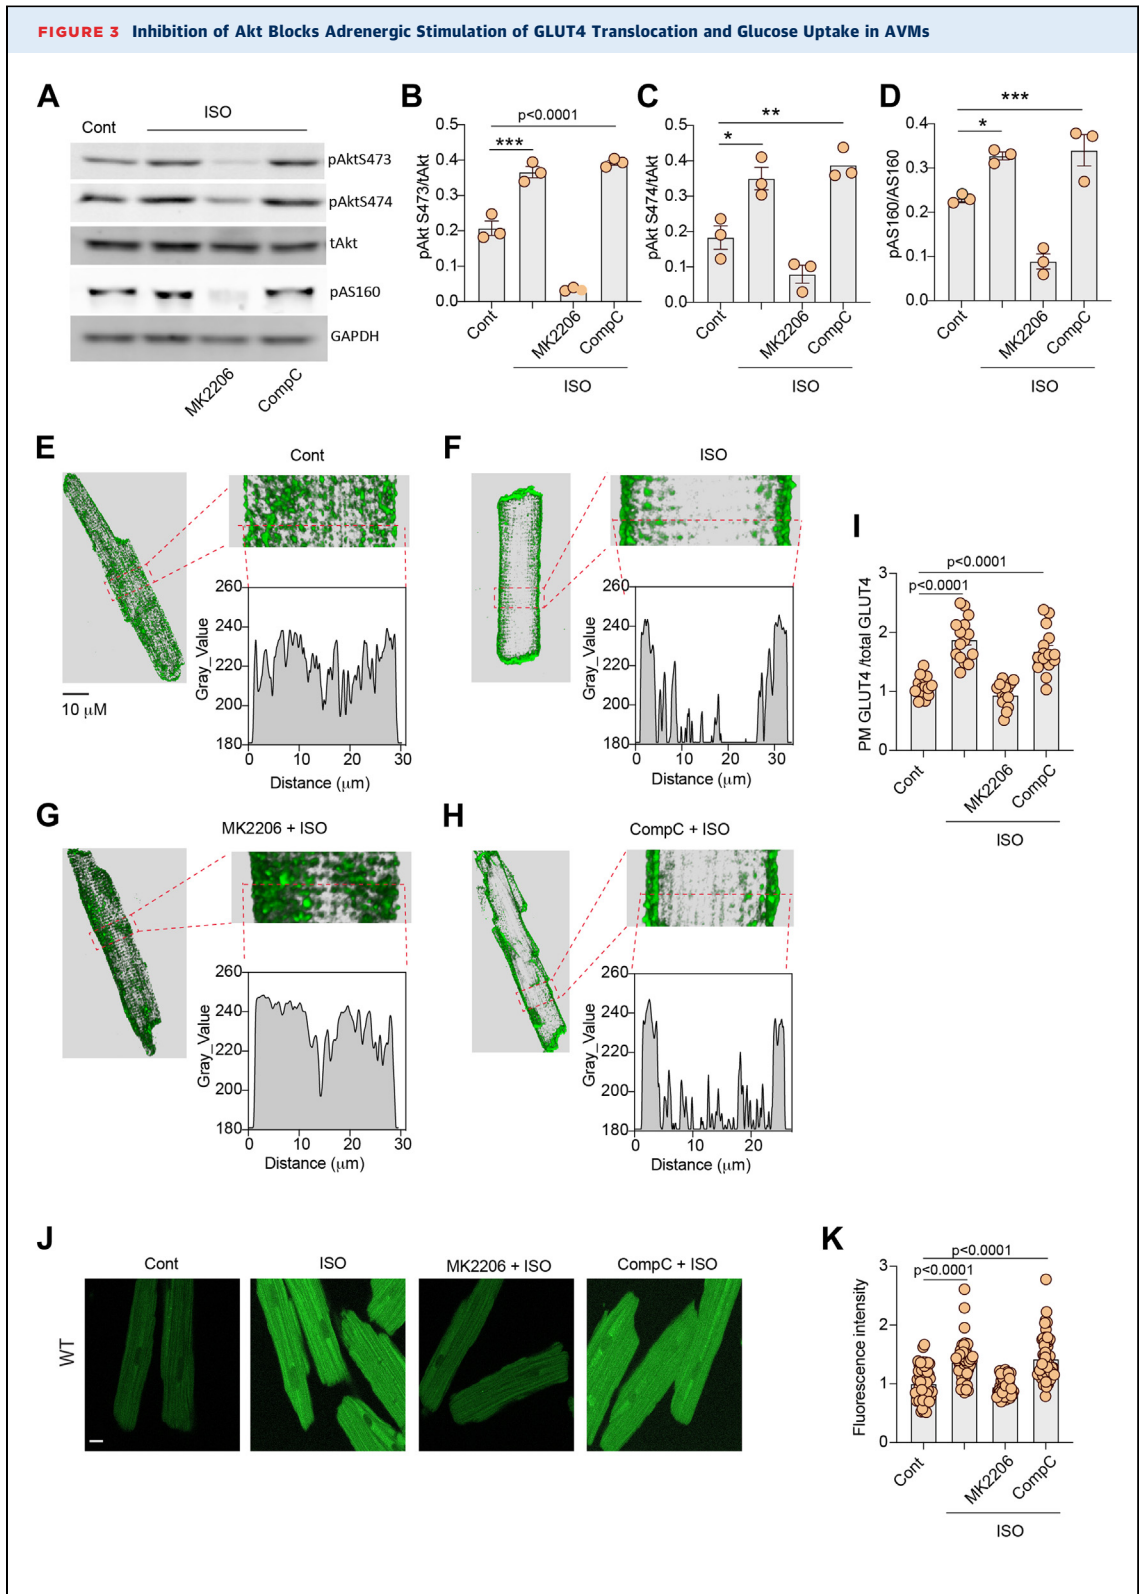 FIGURE 3 Inhibition of Akt Blocks Adrenergic Stimulation of GLUT4 Translocation and Glucose Uptake in AVMs
A
ISO
Cont
pAktS473
pAktS474
tAkt
pAS160
GAPDH
MK2206
CompC
B
p<0.0001
***
pAkt S473/tAkt
0.5
0.4
0.3
0.2
0.1
0.0
Cont
MK2206
CompC
ISO
C
**
*
pAkt S474/tAkt
0.5
0.4
0.3
0.2
0.1
0.0
Cont
MK2206
CompC
ISO
D
***
*
pAS160/AS160
0.4
0.3
0.2
0.1
0.0
Cont
MK2206
CompC
ISO
E
Cont
10 µM
Gray_Value
260
240
220
200
180
0 10 20 30
Distance (µm)
F
ISO
Gray_Value
260
240
220
200
180
0 10 20 30
Distance (µm)
G
MK2206 + ISO
Gray_Value
260
240
220
200
180
0 10 20 30
Distance (µm)
H
CompC + ISO
Gray_Value
260
240
220
200
180
0 10 20
Distance (µm)
I
p<0.0001
p<0.0001
PM GLUT4 /total GLUT4
3
2
1
0
Cont
MK2206
CompC
ISO
J
Cont
ISO
MK2206 + ISO
CompC + ISO
WT
K
p<0.0001
p<0.0001
Fluorescence intensity
3
2
1
0
Cont
MK2206
CompC
ISO